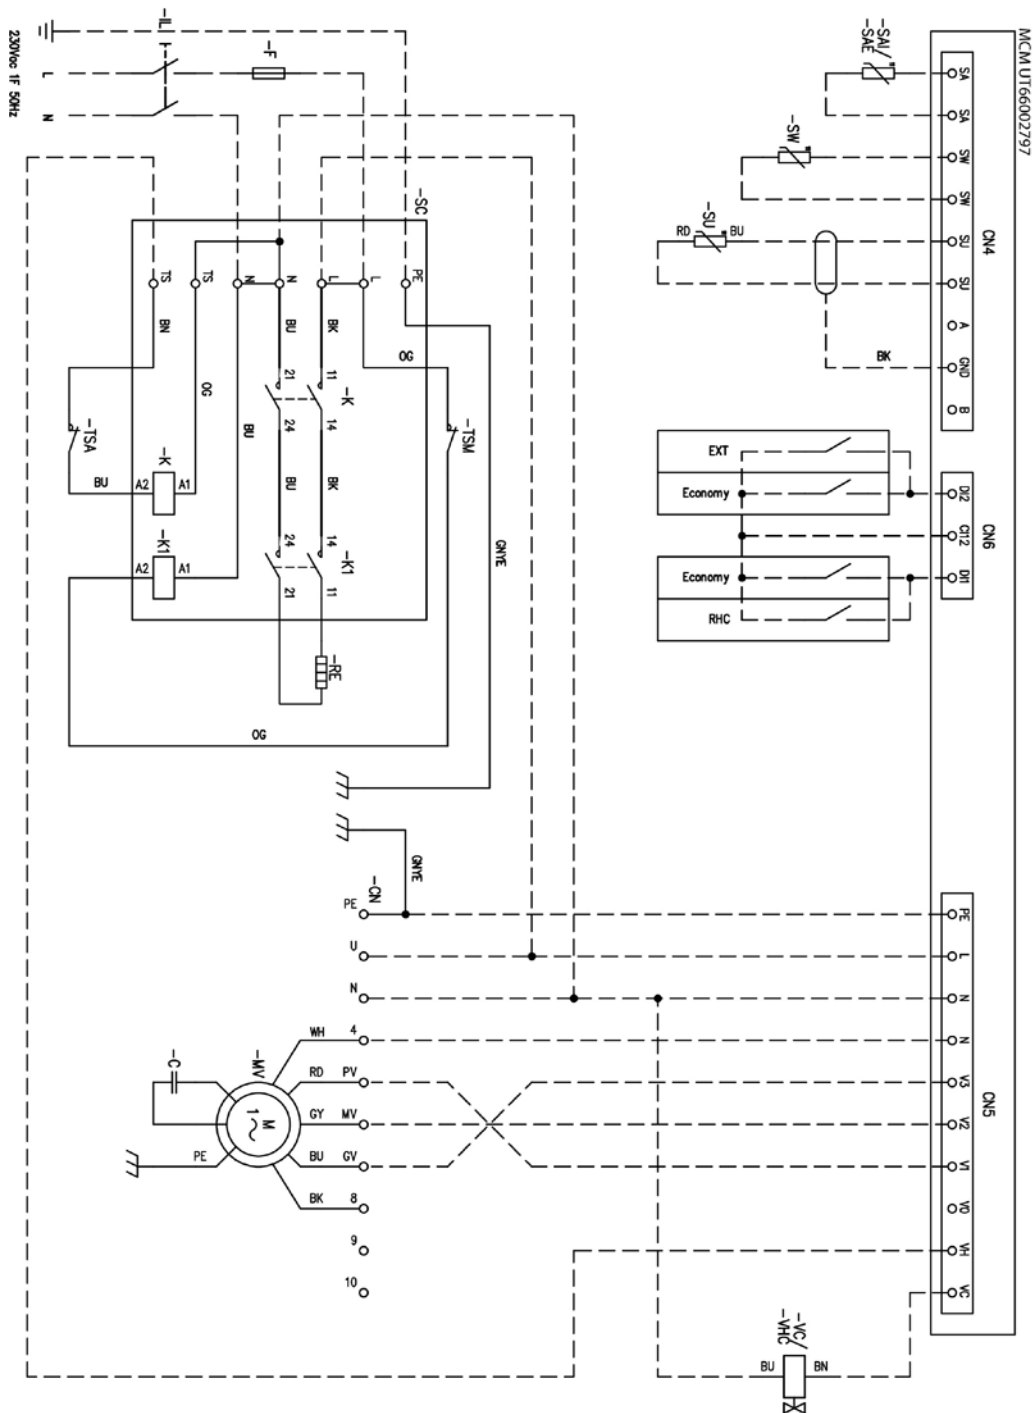 MCM UT66002797
CN4
SA
SA
SW
SW
SU
SU
A
GND
B
-SAI/
-SAE
-SW
-SU
RD
BU
BK
CN6
DI2
CI12
DI1
EXT
Economy
Economy
RHC
CN5
PE
L
N
N
V3
V2
V1
V0
VH
VC
-IL
-F
230Vac 1F 50Hz
L
N
-SC
TS
TS
N
N
L
L
PE
BN
OG
BU
BU
BK
OG
21
11
-K
24
14
-TSM
-TSA
BU
A2
-K
A1
BU
BK
24
14
-K1
A2
-K1
A1
21
11
GNYE
-RE
OG
GNYE
-CN
PE
U
N
WH
4
RD
PV
GY
MV
BU
GV
BK
8
9
10
-C
-MV
M
1~
PE
-VC/
-VHC
BU
BN